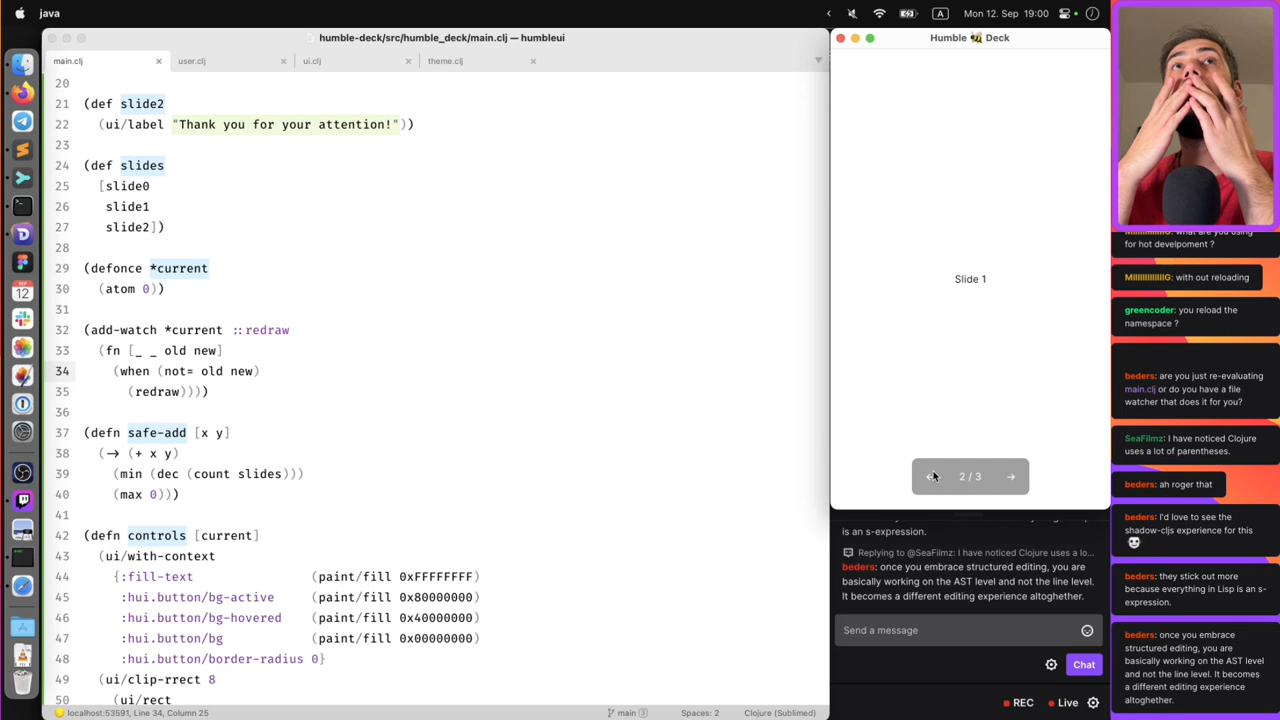 java
A
Mon 12. Sep 19:00
humble-deck/src/humble_deck/main.clj — humbleui
main.clj
user.clj
ui.clj
theme.clj
20
21 (def slide2
22 (ui/label "Thank you for your attention!"))
23
24 (def slides
25 [slide0
26 slide1
27 slide2])
28
29 (defonce *current
30 (atom 0))
31
32 (add-watch *current ::redraw
33 (fn [_ _ old new]
34 (when (not= old new)
35 (redraw))))
36
37 (defn safe-add [x y]
38 (-> (+ x y)
39 (min (dec (count slides)))
40 (max 0)))
41
42 (defn controls [current]
43 (ui/with-context
44 {:fill-text (paint/fill 0xFFFFFFFF)
45 :hui.button/bg-active (paint/fill 0x80000000)
46 :hui.button/bg-hovered (paint/fill 0x40000000)
47 :hui.button/bg (paint/fill 0x00000000)
48 :hui.button/border-radius 0}
49 (ui/clip-rrect 8
50 (ui/rect
localhost:53591, Line 34, Column 25
main 3
Spaces: 2
Clojure (Sublimed)
SEP
12
Humble 🐝 Deck
Slide 1
2 / 3 →
is an s-expression.
Replying to @SeaFilmz: I have noticed Clojure uses a lo...
beders: once you embrace structured editing, you are
basically working on the AST level and not the line level.
It becomes a different editing experience altoghether.
Send a message
Chat
REC
Live
MIIIIIIIIIIIG: what are you using
for hot develpoment ?
MIIIIIIIIIIIG: with out reloading
greencoder: you reload the
namespace ?
beders: are you just re-evaluating
main.clj or do you have a file
watcher that does it for you?
SeaFilmz: I have noticed Clojure
uses a lot of parentheses.
beders: ah roger that
beders: I'd love to see the
shadow-cljs experience for this
beders: they stick out more
because everything in Lisp is an s-
expression.
beders: once you embrace
structured editing, you are
basically working on the AST level
and not the line level. It becomes
a different editing experience
altoghether.